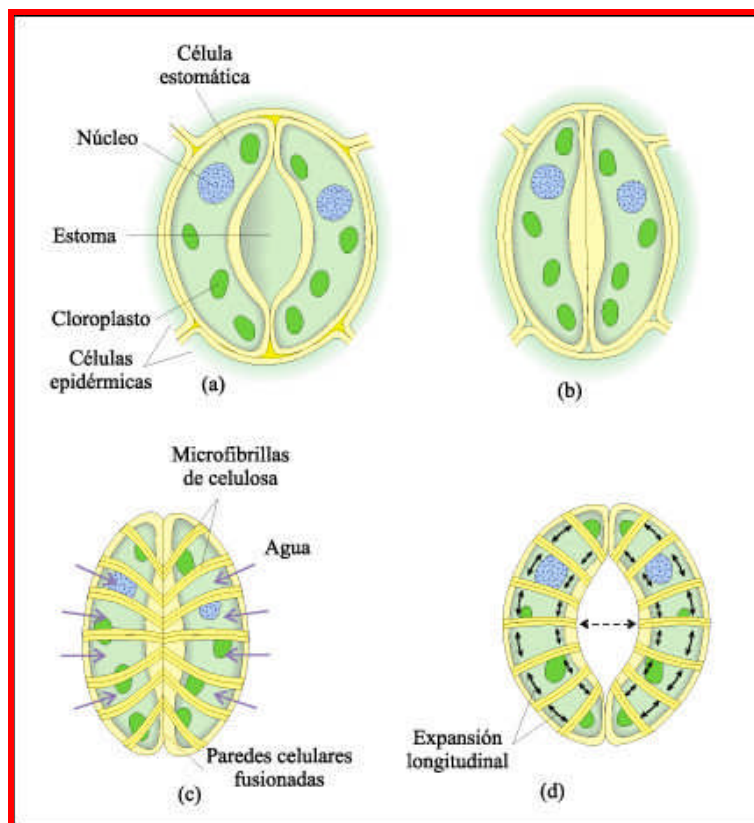 Célula
estomática
Núcleo
Estoma
Cloroplasto
Células
epidérmicas
(a)
(b)
Microfibrillas
de celulosa
Agua
Paredes celulares
fusionadas
(c)
Expansión
longitudinal
(d)